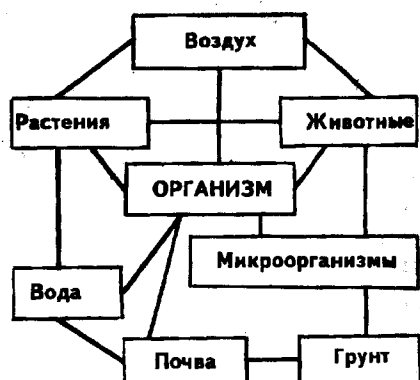 Воздух
Растения
Животные
ОРГАНИЗМ
Микроорганизмы
Вода
Почва
Грунт